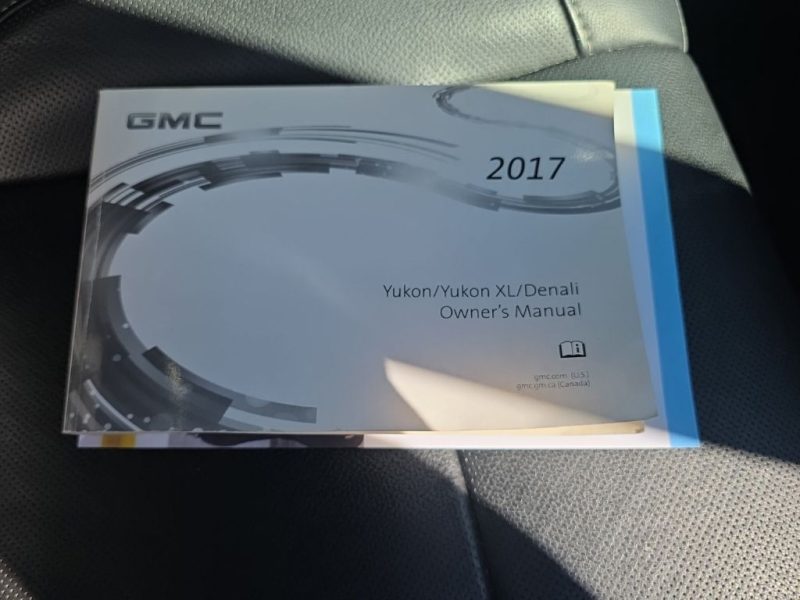 GMC
2017
Yukon/Yukon XL/Denali
Owner's Manual
gmc.com (U.S.)
gmc.gm.ca (Canada)